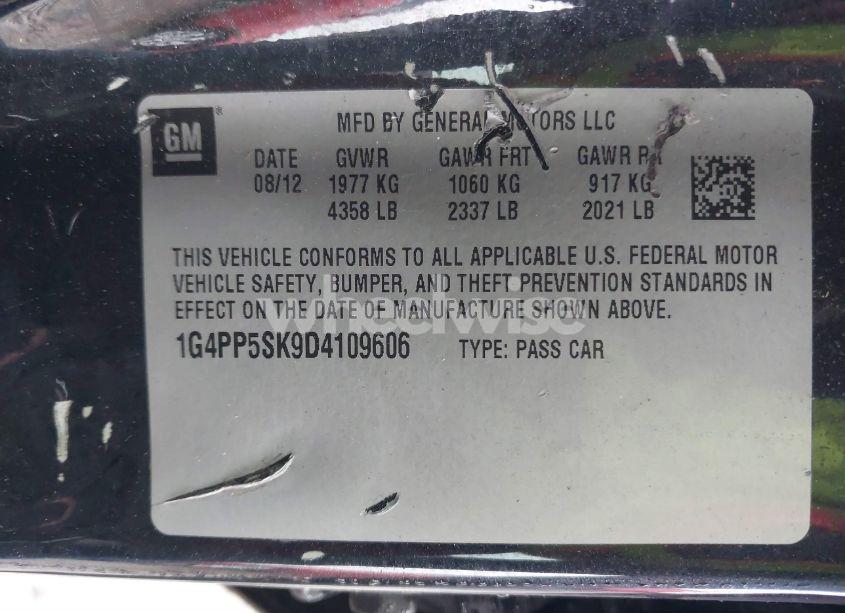 GM
MFD BY GENERAL MOTORS LLC
DATE GVWR GAWR FRT GAWR RR
08/12 1977 KG 1060 KG 917 KG
4358 LB 2337 LB 2021 LB
THIS VEHICLE CONFORMS TO ALL APPLICABLE U.S. FEDERAL MOTOR
VEHICLE SAFETY, BUMPER, AND THEFT PREVENTION STANDARDS IN
EFFECT ON THE DATE OF MANUFACTURE SHOWN ABOVE.
wheelwise
1G4PP5SK9D4109606 TYPE: PASS CAR